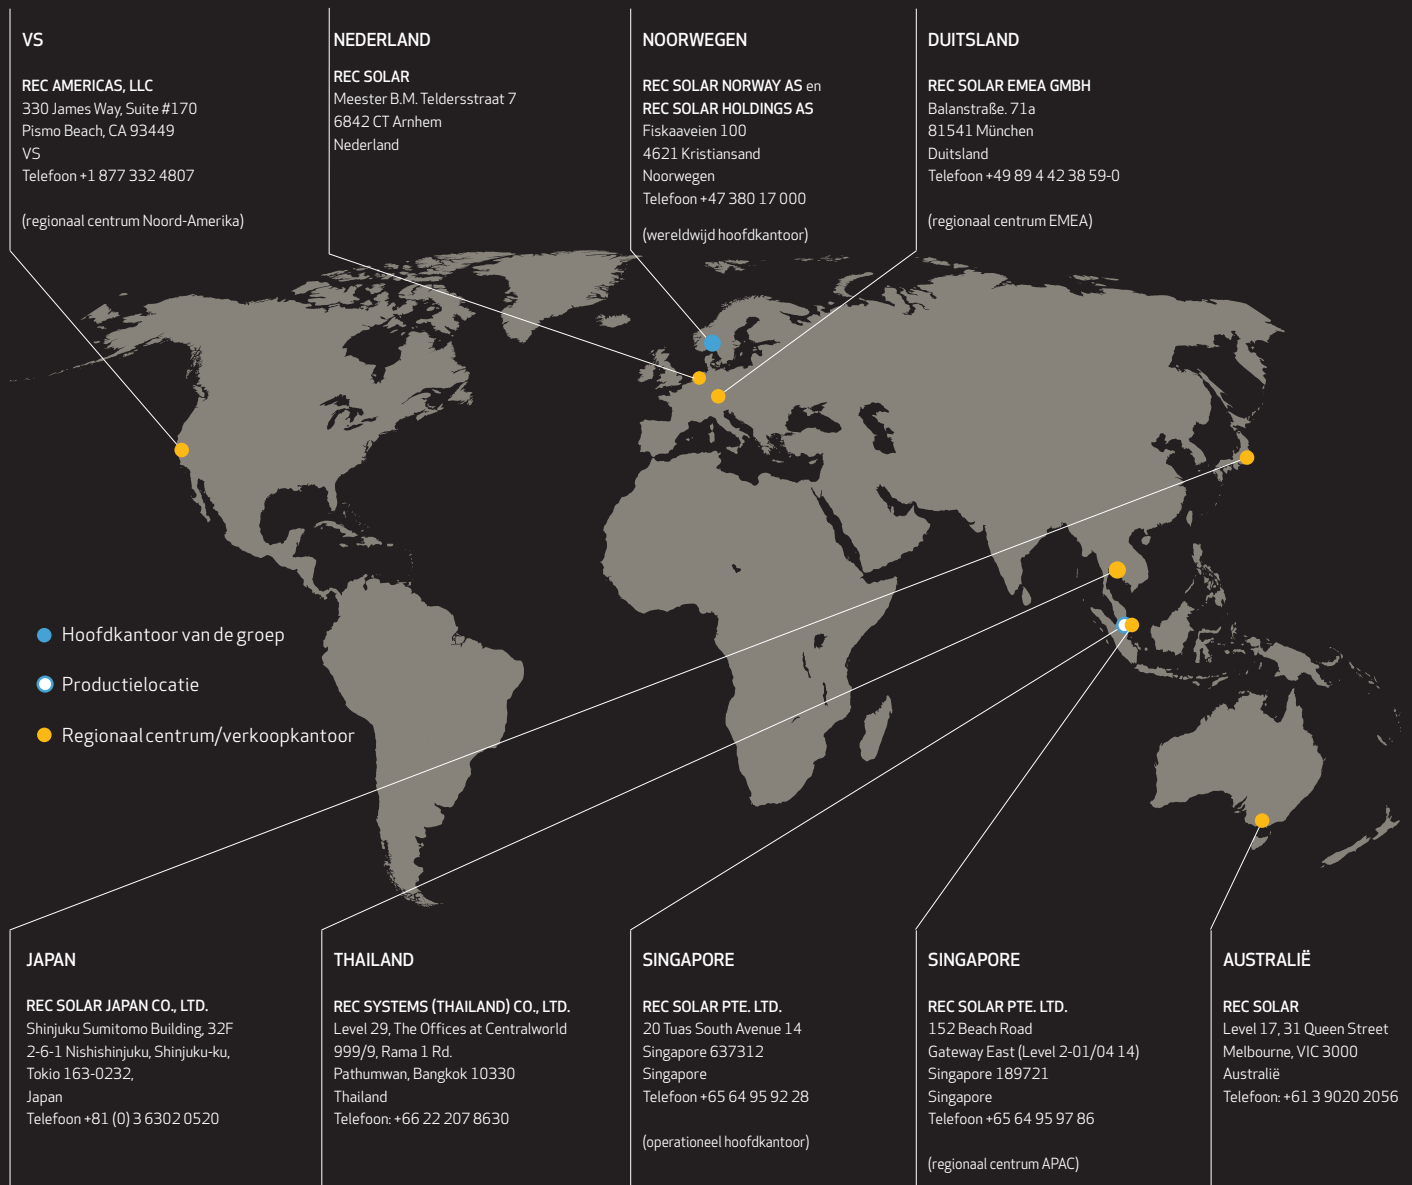 VS
REC AMERICAS, LLC
330 James Way, Suite #170
Pismo Beach, CA 93449
VS
Telefoon +1 877 332 4807
(regionaal centrum Noord-Amerika)
NEDERLAND
REC SOLAR
Meester B.M. Teldersstraat 7
6842 CT Arnhem
Nederland
NOORWEGEN
REC SOLAR NORWAY AS en
REC SOLAR HOLDINGS AS
Fiskaaveien 100
4621 Kristiansand
Noorwegen
Telefoon +47 380 17 000
(wereldwijd hoofdkantoor)
DUITSLAND
REC SOLAR EMEA GMBH
Balanstraße. 71a
81541 München
Duitsland
Telefoon +49 89 4 42 38 59-0
(regionaal centrum EMEA)
Hoofdkantoor van de groep
Productielocatie
Regionaal centrum/verkoopkantoor
JAPAN
REC SOLAR JAPAN CO., LTD.
Shinjuku Sumitomo Building, 32F
2-6-1 Nishishinjuku, Shinjuku-ku,
Tokio 163-0232,
Japan
Telefoon +81 (0) 3 6302 0520
THAILAND
REC SYSTEMS (THAILAND) CO., LTD.
Level 29, The Offices at Centralworld
999/9, Rama 1 Rd.
Pathumwan, Bangkok 10330
Thailand
Telefoon: +66 22 207 8630
SINGAPORE
REC SOLAR PTE. LTD.
20 Tuas South Avenue 14
Singapore 637312
Singapore
Telefoon +65 64 95 92 28
(operationeel hoofdkantoor)
SINGAPORE
REC SOLAR PTE. LTD.
152 Beach Road
Gateway East (Level 2-01/04 14)
Singapore 189721
Singapore
Telefoon +65 64 95 97 86
(regionaal centrum APAC)
AUSTRALIË
REC SOLAR
Level 17, 31 Queen Street
Melbourne, VIC 3000
Australië
Telefoon: +61 3 9020 2056